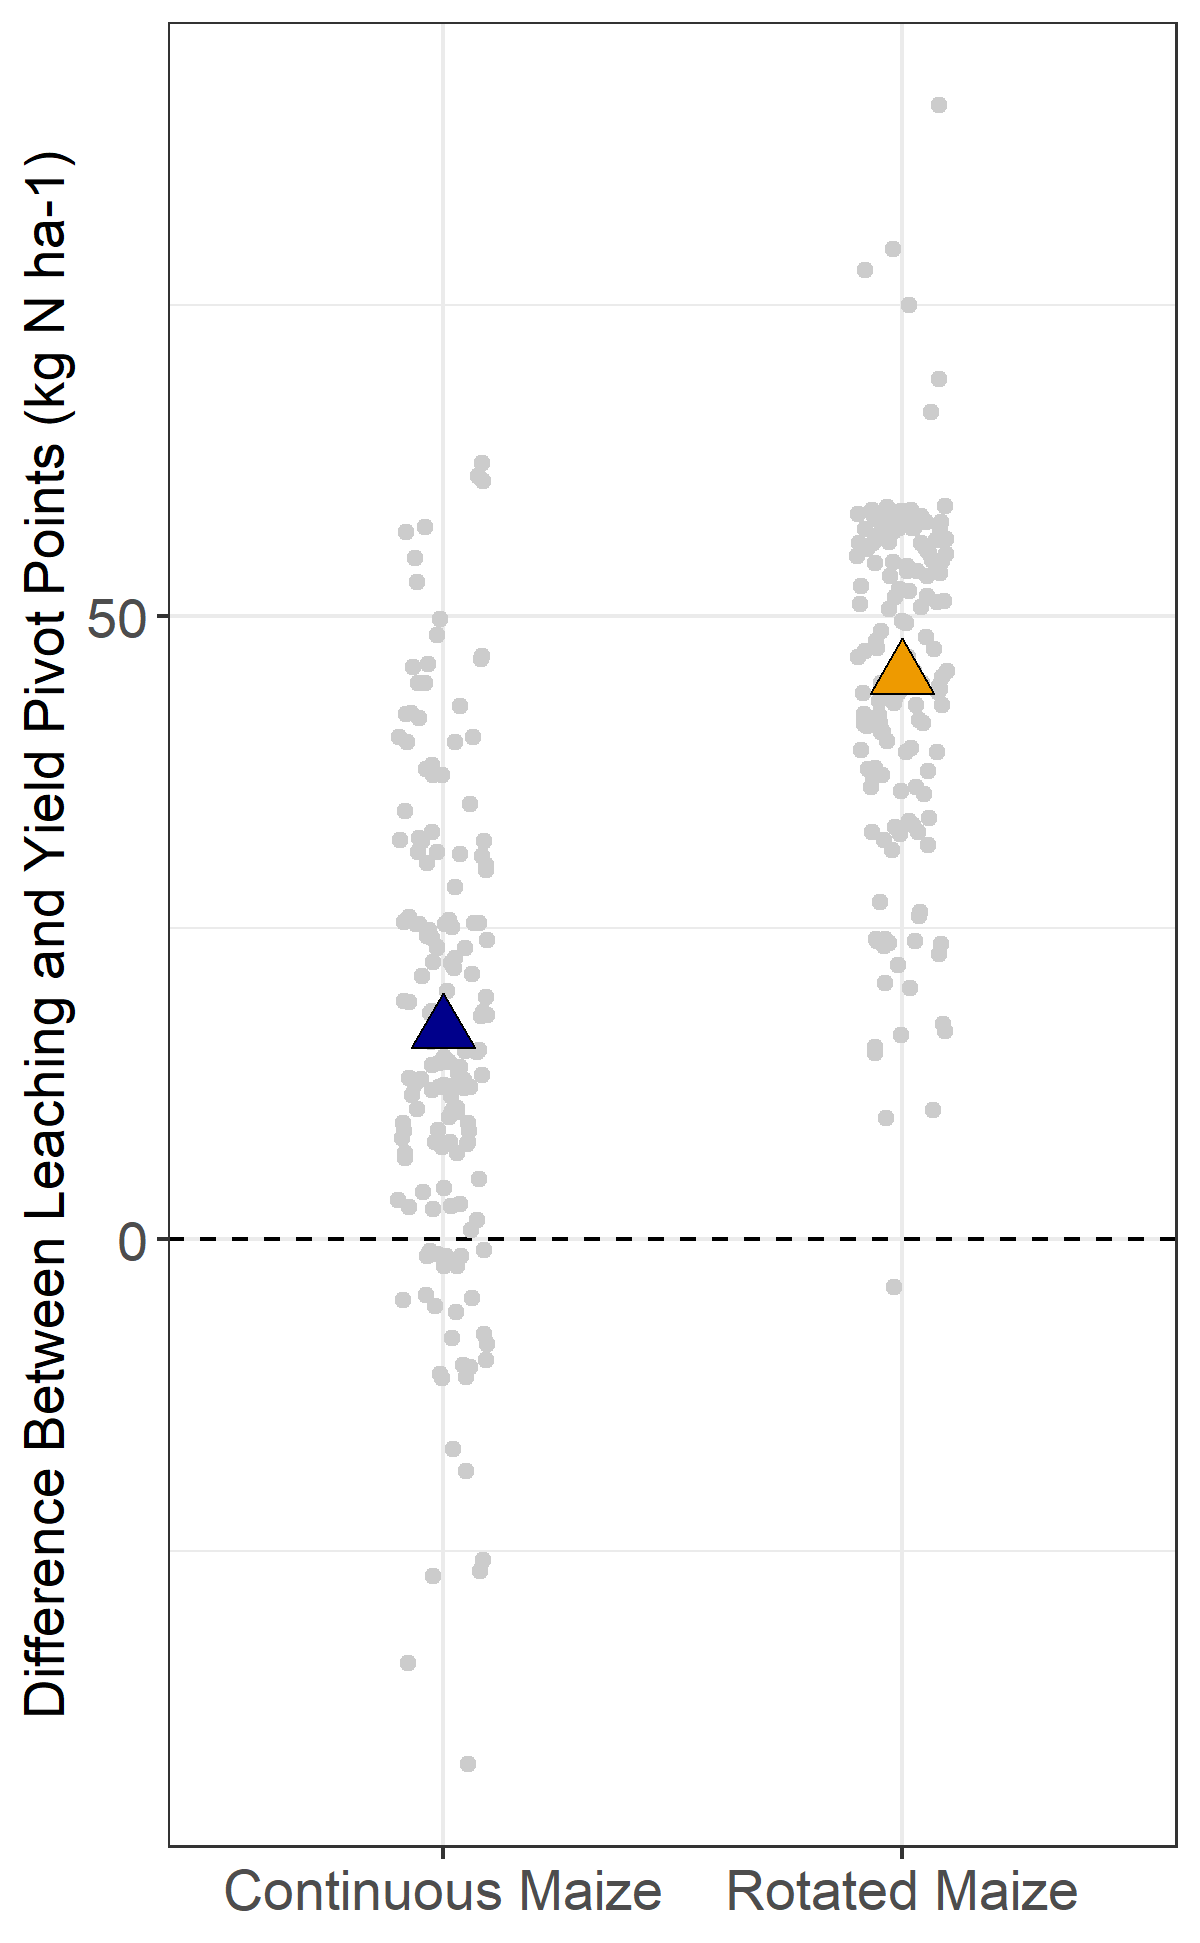 Difference Between Leaching and Yield Pivot Points (kg N ha-1)
50
0
Continuous Maize
Rotated Maize